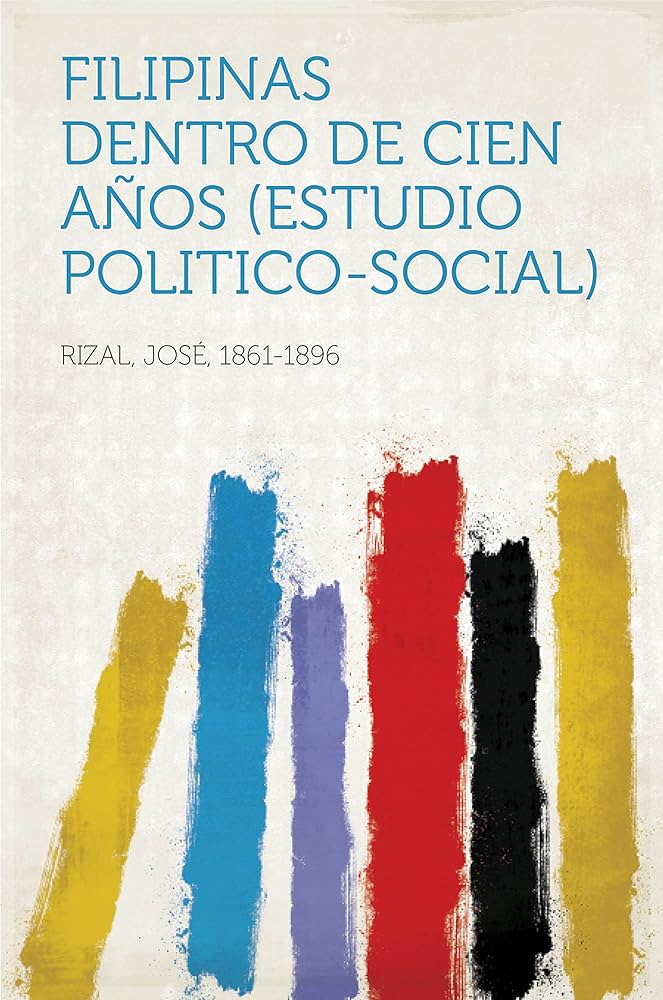 FILIPINAS
DENTRO DE CIEN
AÑOS (ESTUDIO
POLITICO-SOCIAL)
RIZAL, JOSÉ, 1861-1896